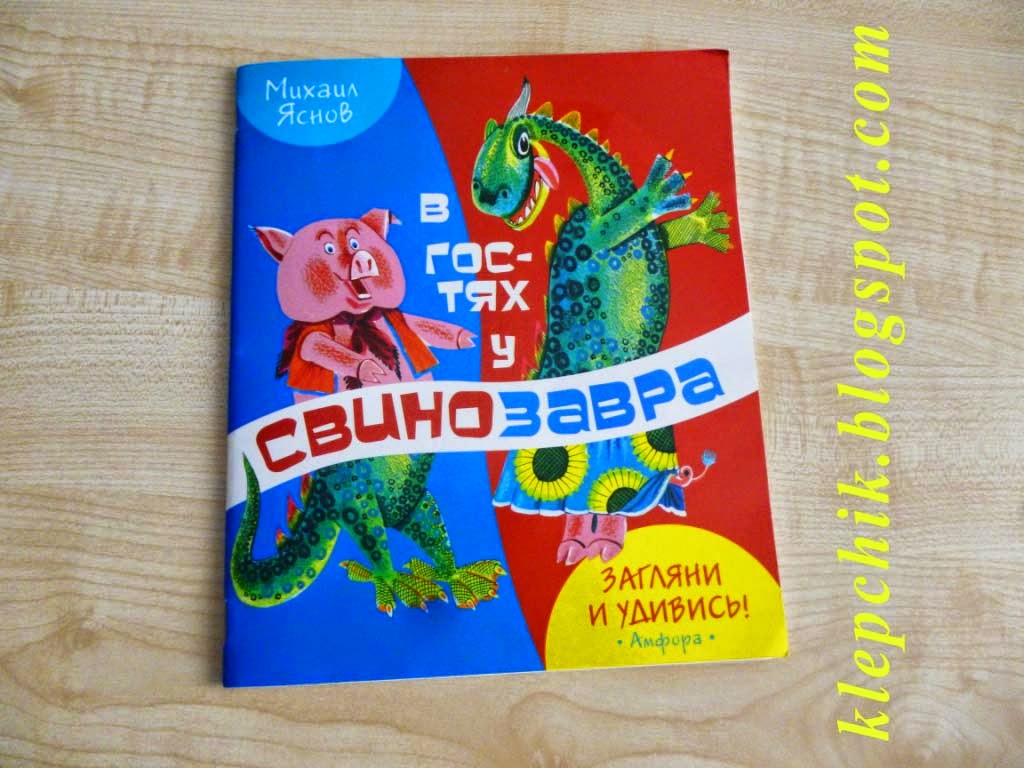 Михаил
Яснов
В
ГОС-
ТЯХ
У
СВИНОЗАВРА
ЗАГЛЯНИ
И УДИВИСЬ!
• Амфора •
klepchik.blogspot.com